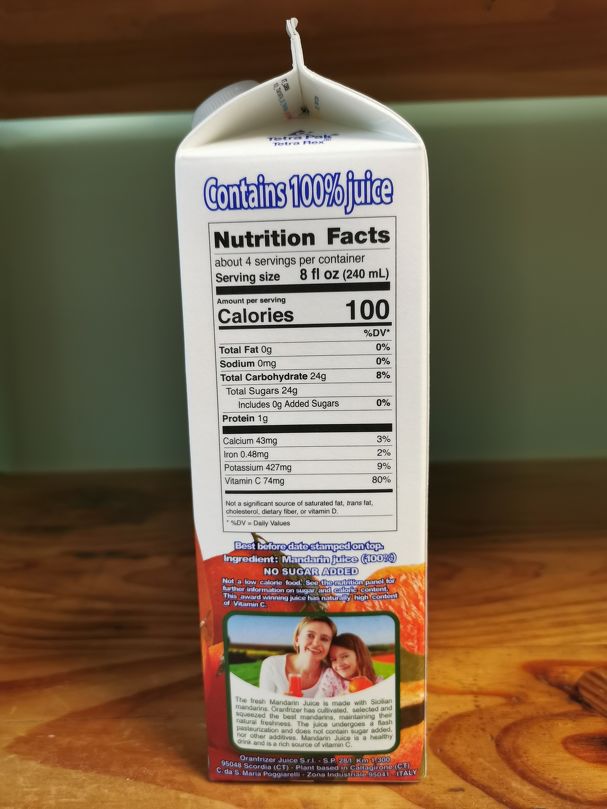 Tetra Pak
Tetra Rex
Contains 100% juice
Nutrition Facts
about 4 servings per container
Serving size 8 fl oz (240 mL)
Amount per serving
Calories 100
%DV*
Total Fat 0g 0%
Sodium 0mg 0%
Total Carbohydrate 24g 8%
Total Sugars 24g
Includes 0g Added Sugars 0%
Protein 1g
Calcium 43mg 3%
Iron 0.48mg 2%
Potassium 427mg 9%
Vitamin C 74mg 80%
Not a significant source of saturated fat, trans fat,
cholesterol, dietary fiber, or vitamin D.
* %DV = Daily Values
Best before date stamped on top.
Ingredient: Mandarin juice (100%)
NO SUGAR ADDED
Not a low calorie food. See the nutrition panel for
further information on sugar and caloric content.
This award winning juice has naturally high content
of Vitamin C.
The fresh Mandarin Juice is made with Sicilian
mandarins. Oranfrizer has cultivated, selected and
squeezed the best mandarins, maintaining their
natural freshness. The juice undergoes a flash
pasteurization and does not contain sugar added,
nor other additives. Mandarin Juice is a healthy
drink and is a rich source of vitamin C.
Oranfrizer Juice S.r.l. - S.P. 28/I Km 1,300
95048 Scordia (CT) - Plant based in Caltagirone (CT)
C.da S. Maria Poggiarelli - Zona Industriale 95041 ITALY